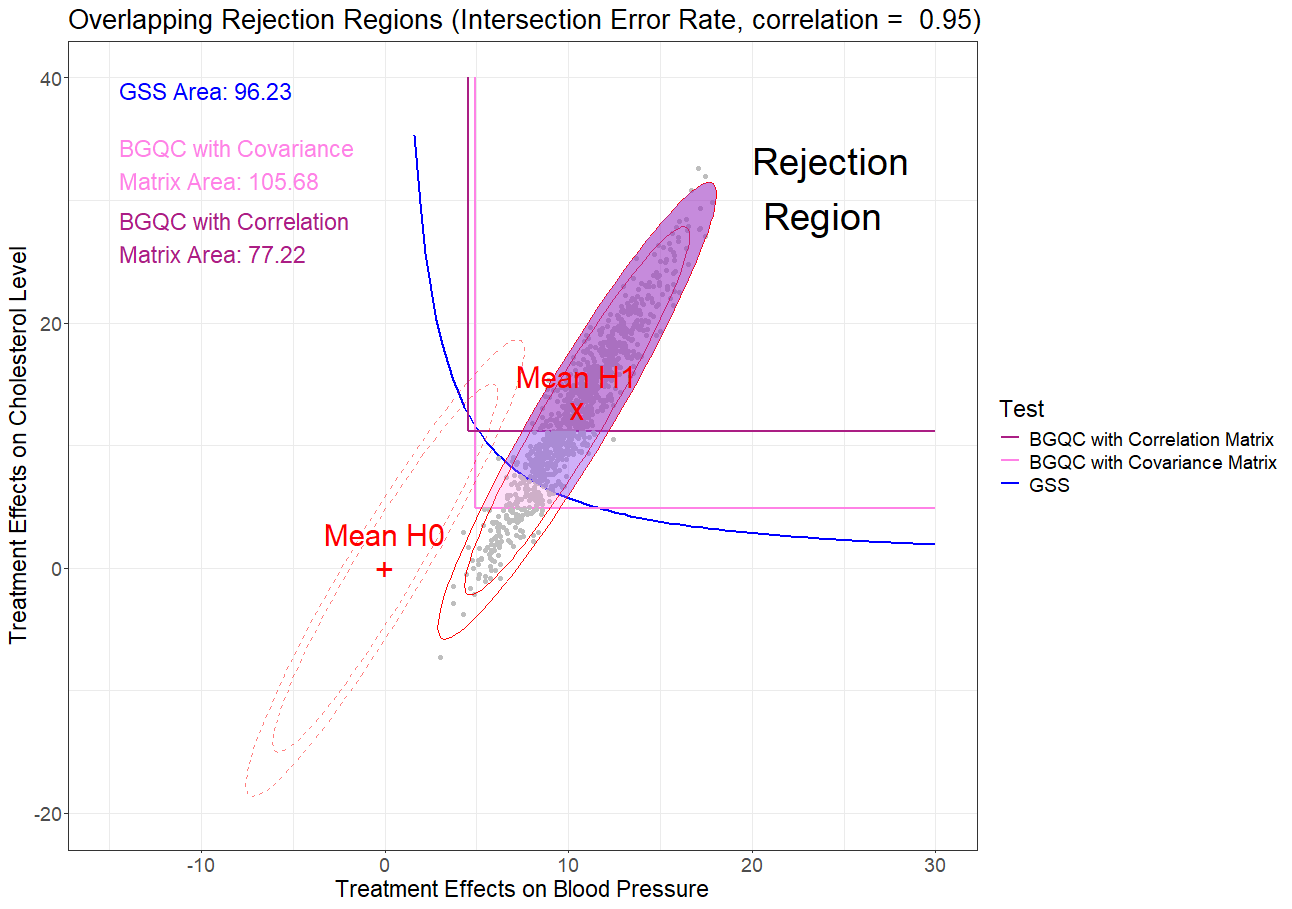 Overlapping Rejection Regions (Intersection Error Rate, correlation =  0.95)
40
20
0
-20
Treatment Effects on Cholesterol Level
GSS Area: 96.23
BGQC with Covariance
Matrix Area: 105.68
BGQC with Correlation
Matrix Area: 77.22
Rejection
Region
Mean H1
x
Mean H0
+
-10
0
10
20
30
Treatment Effects on Blood Pressure
Test
BGQC with Correlation Matrix
BGQC with Covariance Matrix
GSS